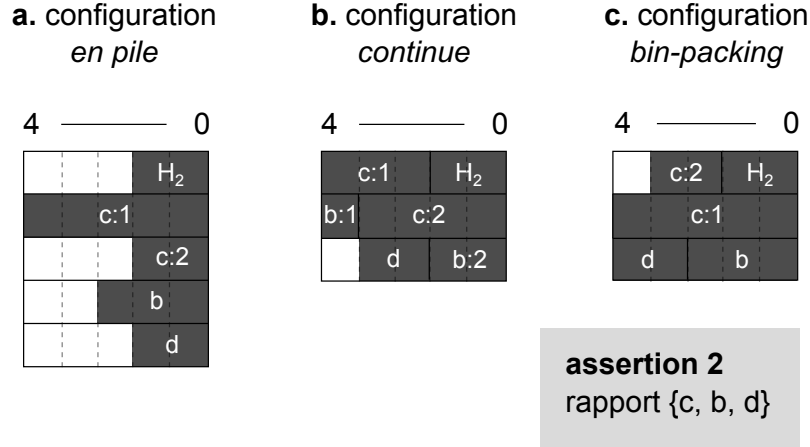 a. configuration
en pile
4 0
H2
c:1
c:2
b
d
b. configuration
continue
4 0
c:1 H2
b:1 c:2
d b:2
c. configuration
bin-packing
4 0
c:2 H2
c:1
d b
assertion 2
rapport {c, b, d}